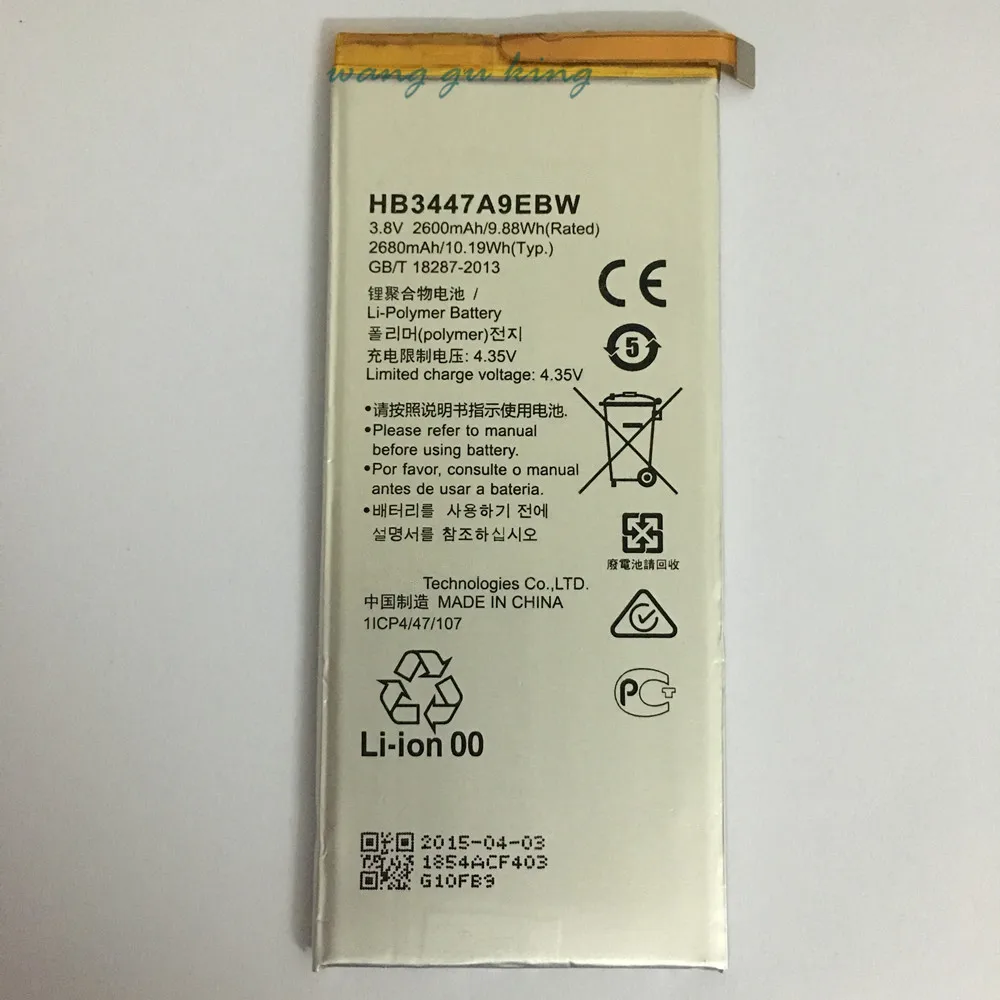 wang gu king
HB3447A9EBW
3.8V 2600mAh/9.88Wh(Rated)
2680mAh/10.19Wh(Typ.)
GB/T 18287-2013
锂聚合物电池 /
Li-Polymer Battery
폴리머(polymer)전지
充电限制电压: 4.35V
Limited charge voltage: 4.35V
CE
5
•请按照说明书指示使用电池.
•Please refer to manual
before using battery.
•Por favor, consulte o manual
antes de usar a bateria.
•배터리를 사용하기 전에
설명서를 참조하십시오
廢電池請回收
Technologies Co.,LTD.
中国制造 MADE IN CHINA
1ICP4/47/107
PCT
Li-ion 00
2015-04-03
1854ACF403
G10FB9